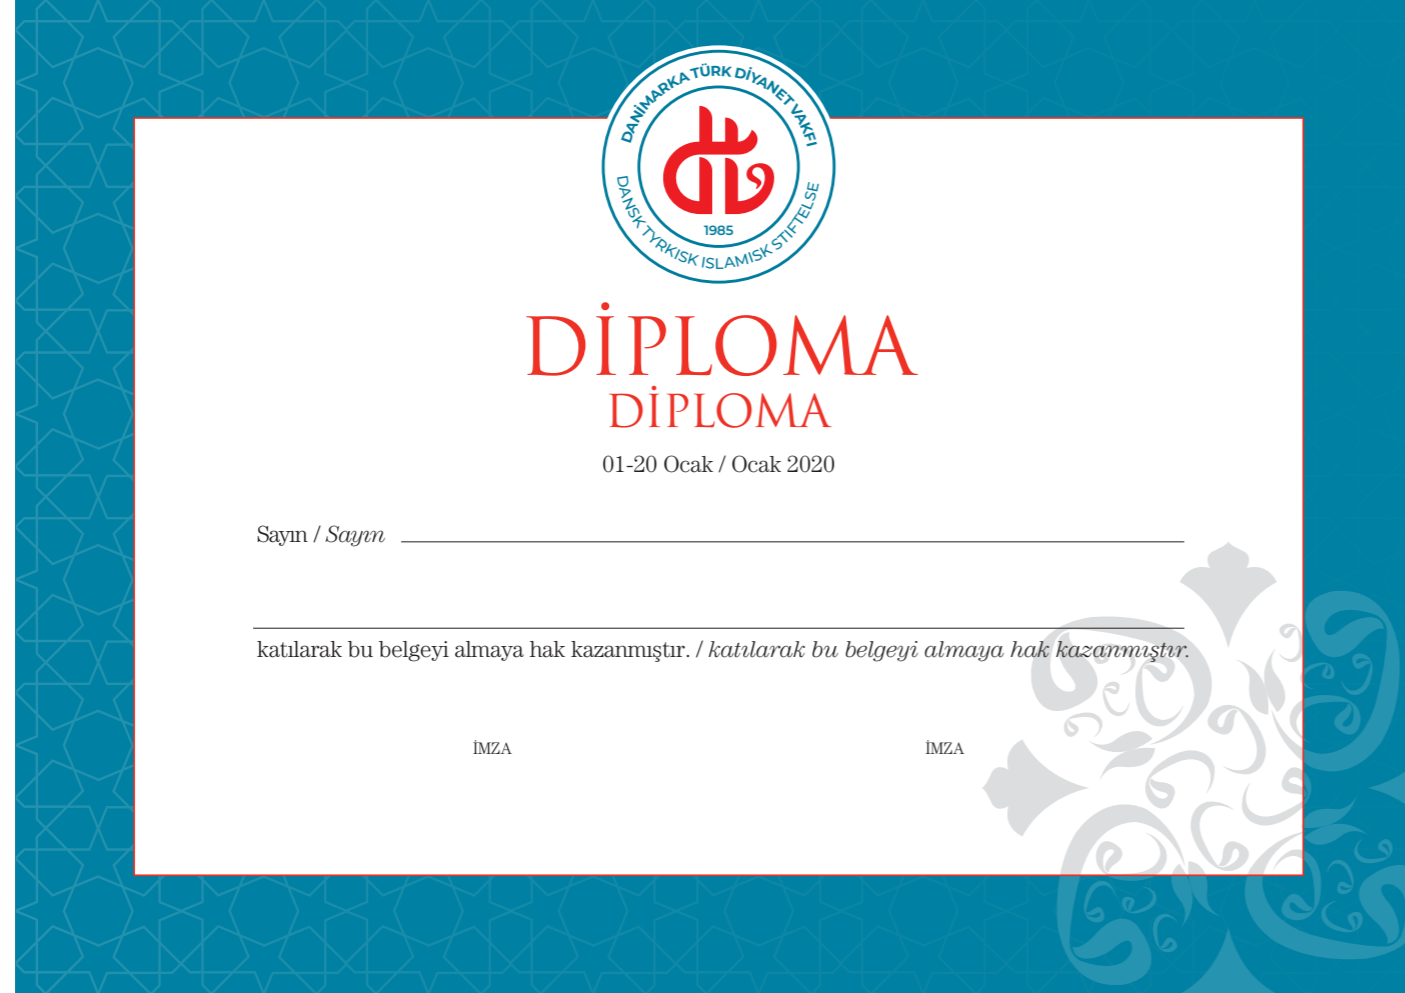 DANİMARKA TÜRK DİYANET VAKFI
1985
DANSK TYRKISK ISLAMISK STIFTELSE
DİPLOMA
DİPLOMA
01-20 Ocak / Ocak 2020
Sayın / Sayın
katılarak bu belgeyi almaya hak kazanmıştır. / katılarak bu belgeyi almaya hak kazanmıştır.
İMZA İMZA